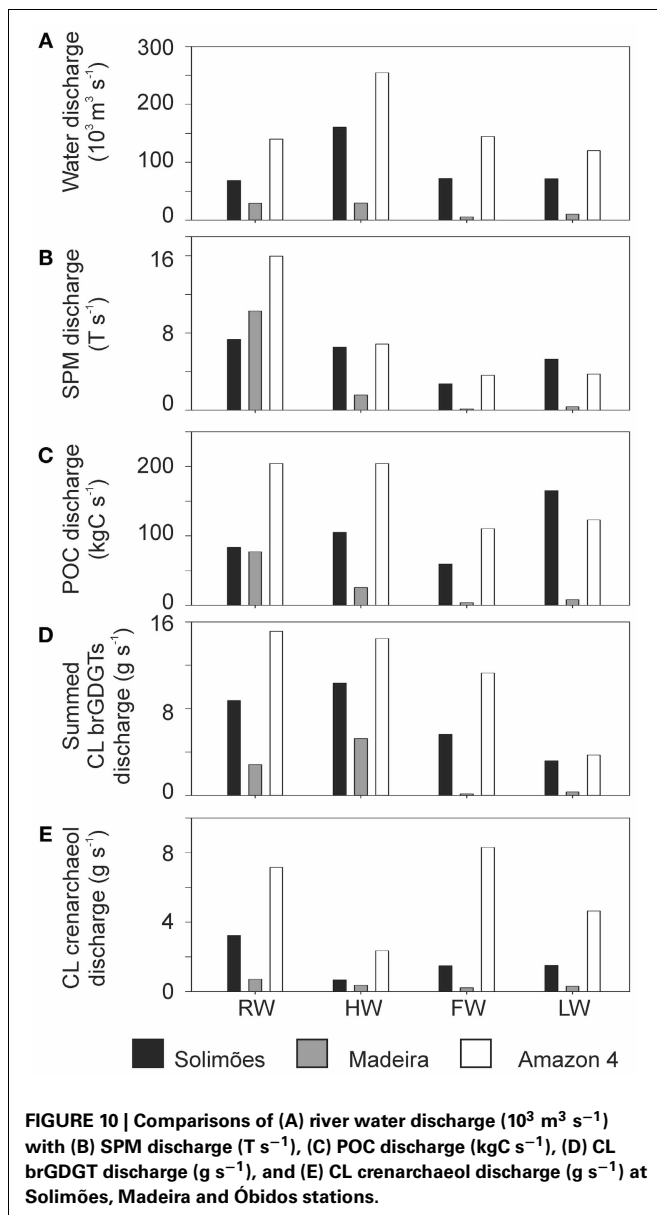 A
Water discharge
(10³ m³ s⁻¹)
300
200
100
0
B
SPM discharge
(T s⁻¹)
16
8
0
C
POC discharge
(kgC s⁻¹)
200
100
0
D
Summed
CL brGDGTs
discharge (g s⁻¹)
16
8
0
E
CL crenarchaeol
discharge (g s⁻¹)
8
4
0
RW HW FW LW
Solimões Madeira Amazon 4
FIGURE 10 | Comparisons of (A) river water discharge (10³ m³ s⁻¹)
with (B) SPM discharge (T s⁻¹), (C) POC discharge (kgC s⁻¹), (D) CL
brGDGT discharge (g s⁻¹), and (E) CL crenarchaeol discharge (g s⁻¹) at
Solimões, Madeira and Óbidos stations.